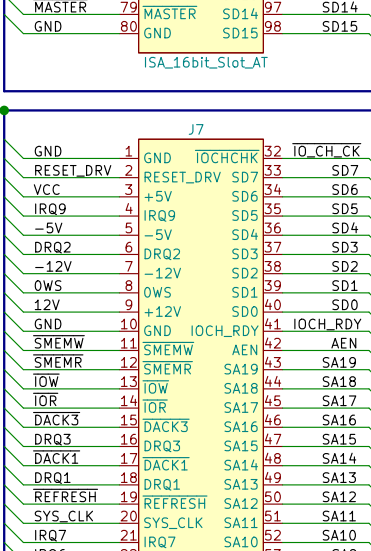 MASTER 79 MASTER SD14 97 SD14
GND 80 GND SD15 98 SD15
ISA_16bit_Slot_AT
J7
GND 1 GND IOCHCHK 32 IO_CH_CK
RESET_DRV 2 RESET_DRV SD7 33 SD7
VCC 3 +5V SD6 34 SD6
IRQ9 4 IRQ9 SD5 35 SD5
-5V 5 -5V SD4 36 SD4
DRQ2 6 DRQ2 SD3 37 SD3
-12V 7 -12V SD2 38 SD2
0WS 8 0WS SD1 39 SD1
12V 9 +12V SD0 40 SD0
GND 10 GND IOCH_RDY 41 IOCH_RDY
SMEMW 11 SMEMW AEN 42 AEN
SMEMR 12 SMEMR SA19 43 SA19
IOW 13 IOW SA18 44 SA18
IOR 14 IOR SA17 45 SA17
DACK3 15 DACK3 SA16 46 SA16
DRQ3 16 DRQ3 SA15 47 SA15
DACK1 17 DACK1 SA14 48 SA14
DRQ1 18 DRQ1 SA13 49 SA13
REFRESH 19 REFRESH SA12 50 SA12
SYS_CLK 20 SYS_CLK SA11 51 SA11
IRQ7 21 IRQ7 SA10 52 SA10